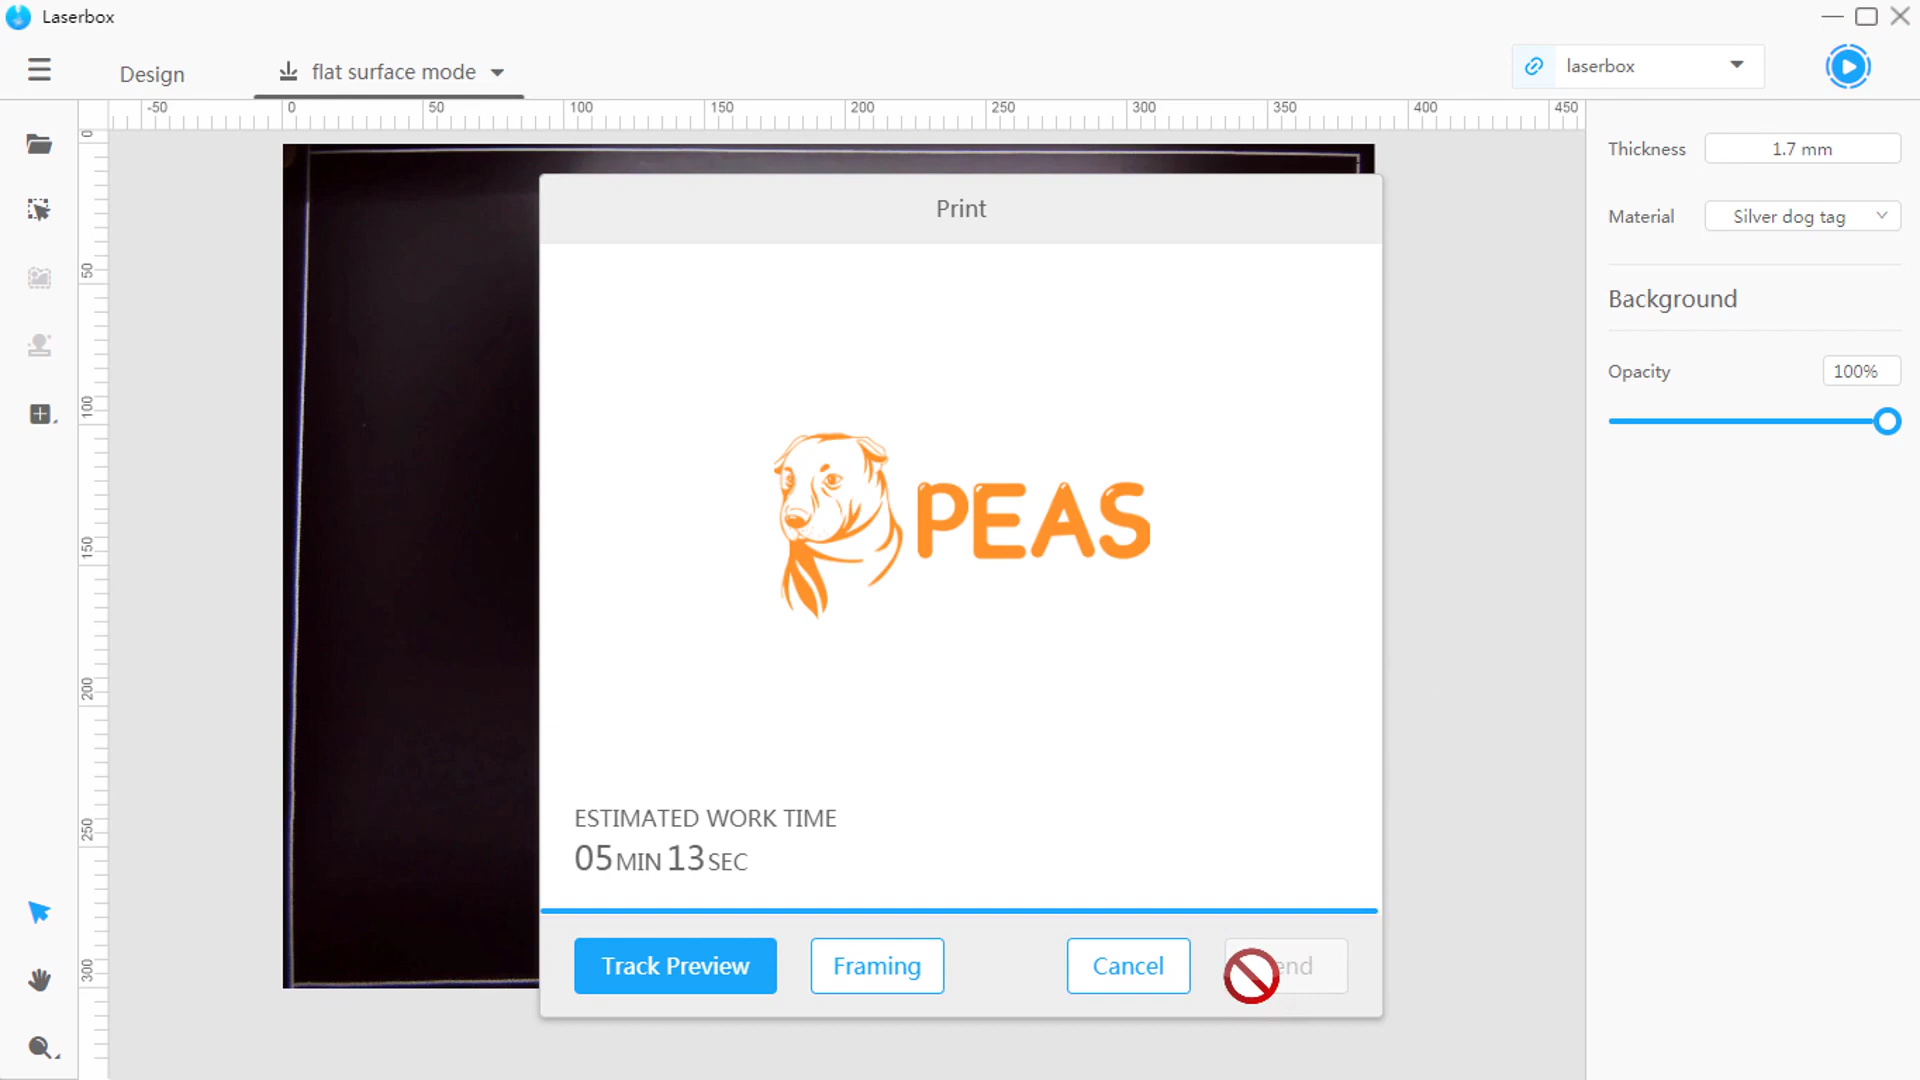 Laserbox
Design
flat surface mode
laserbox
-50 0 50 100 150 200 250 300 350 400 450
0
50
100
150
200
250
300
Thickness 1.7 mm
Material Silver dog tag
Background
Opacity 100%
Print
PEAS
ESTIMATED WORK TIME
05 MIN 13 SEC
Track Preview
Framing
Cancel